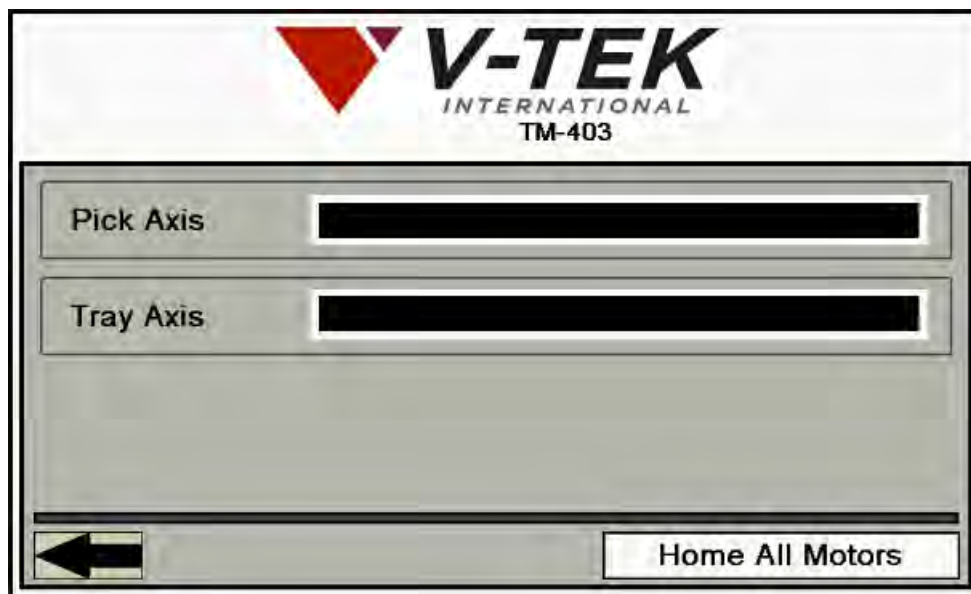 V-TEK
INTERNATIONAL
TM-403
Pick Axis
Tray Axis
Home All Motors